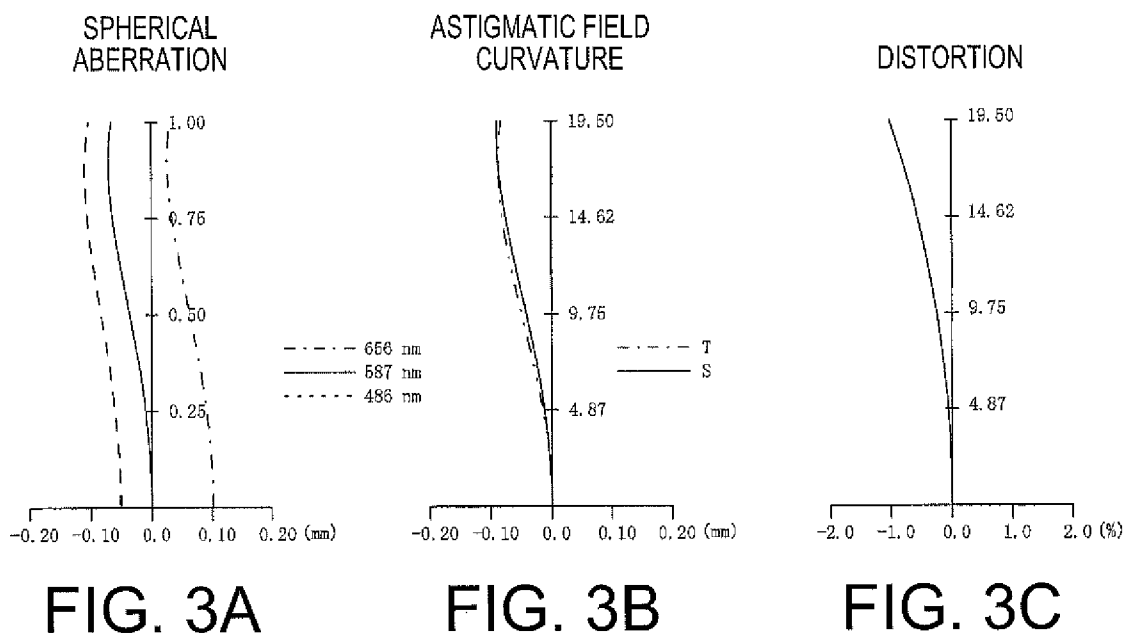 SPHERICAL
ABERRATION
1.00
0.75
0.50
0.25
-0.20 -0.10 0.0 0.10 0.20 (mm)
656 nm
587 nm
486 nm
FIG. 3A
ASTIGMATIC FIELD
CURVATURE
19.50
14.62
9.75
4.87
-0.20 -0.10 0.0 0.10 0.20 (mm)
T
S
FIG. 3B
DISTORTION
19.50
14.62
9.75
4.87
-2.0 -1.0 0.0 1.0 2.0 (%)
FIG. 3C